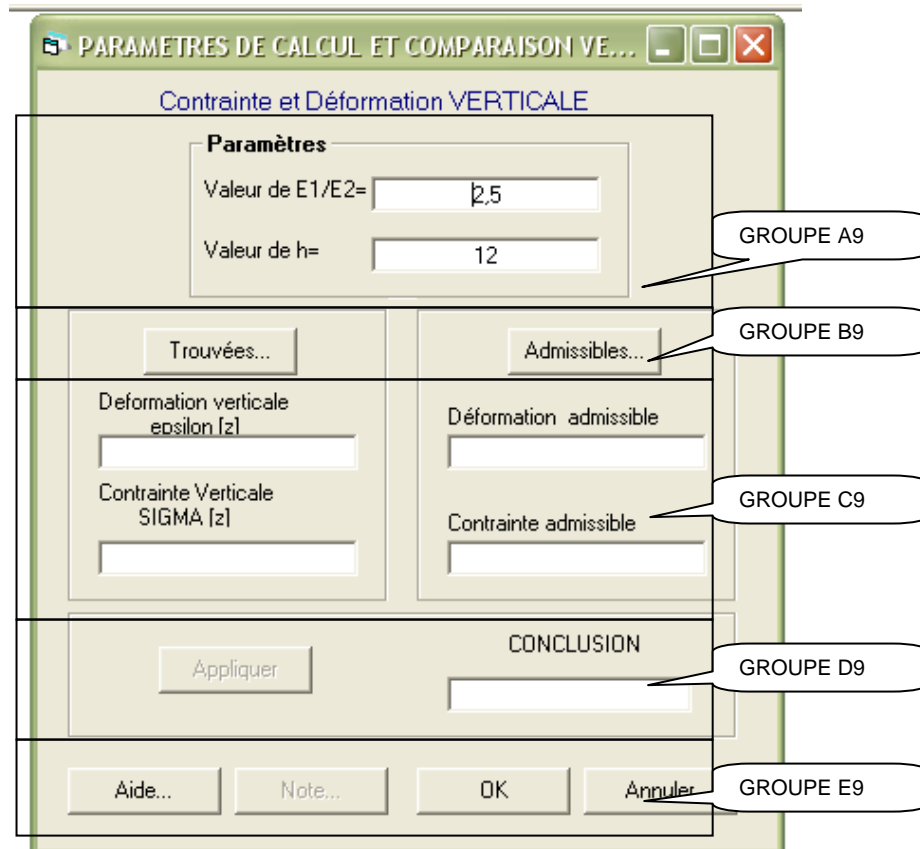 PARAMETRES DE CALCUL ET COMPARAISON VE...
Contrainte et Déformation VERTICALE
Paramètres
Valeur de E1/E2= 2,5
Valeur de h= 12
GROUPE A9
Trouvées...
Admissibles...
GROUPE B9
Deformation verticale
epsilon [z]
Déformation admissible
Contrainte Verticale
SIGMA [z]
Contrainte admissible
GROUPE C9
Appliquer
CONCLUSION
GROUPE D9
Aide...
Note...
OK
Annuler
GROUPE E9